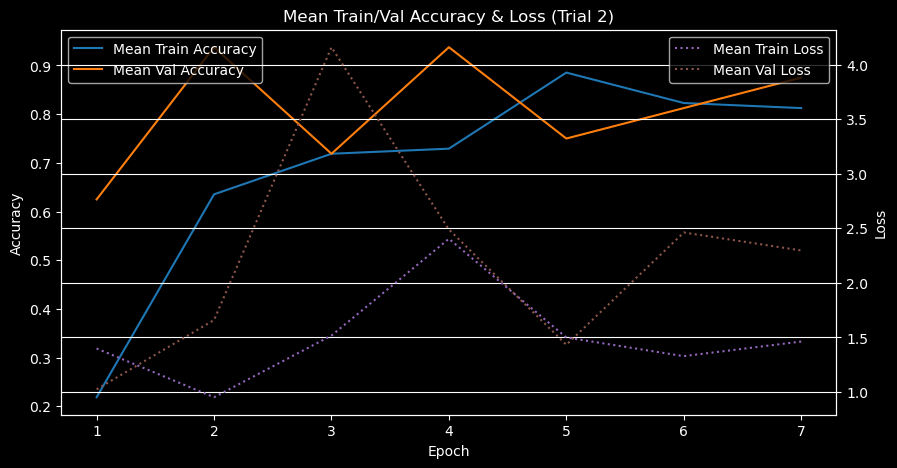 Mean Train/Val Accuracy & Loss (Trial 2)
Mean Train Accuracy
Mean Val Accuracy
Mean Train Loss
Mean Val Loss
Accuracy
0.9
0.8
0.7
0.6
0.5
0.4
0.3
0.2
4.0
3.5
3.0
2.5
2.0
1.5
1.0
Loss
1 2 3 4 5 6 7
Epoch